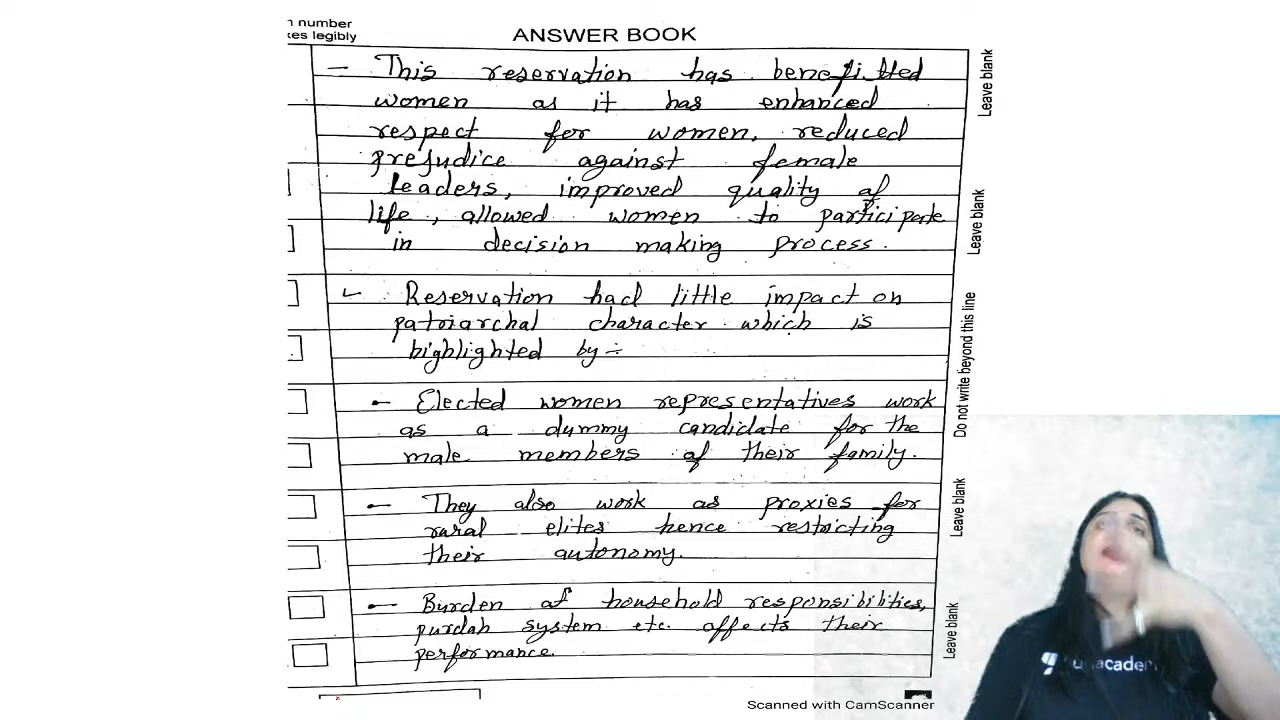 n number
xes legibly
ANSWER BOOK
– This reservation has benefitted
women as it has enhanced
respect for women, reduced
prejudice against female
leaders, improved quality of
life, allowed women to participate
in decision making process.
Reservation had little impact on
patriarchal character which is
highlighted by :-
– Elected women representatives work
as a dummy candidate for the
male members of their family.
– They also work as proxies for
rural elites hence restricting
their autonomy.
– Burden of household responsibilities,
purdah system etc. affects their
performance.
Leave blank
Leave blank
Do not write beyond this line
Leave blank
Leave blank
unacademy
Scanned with CamScanner